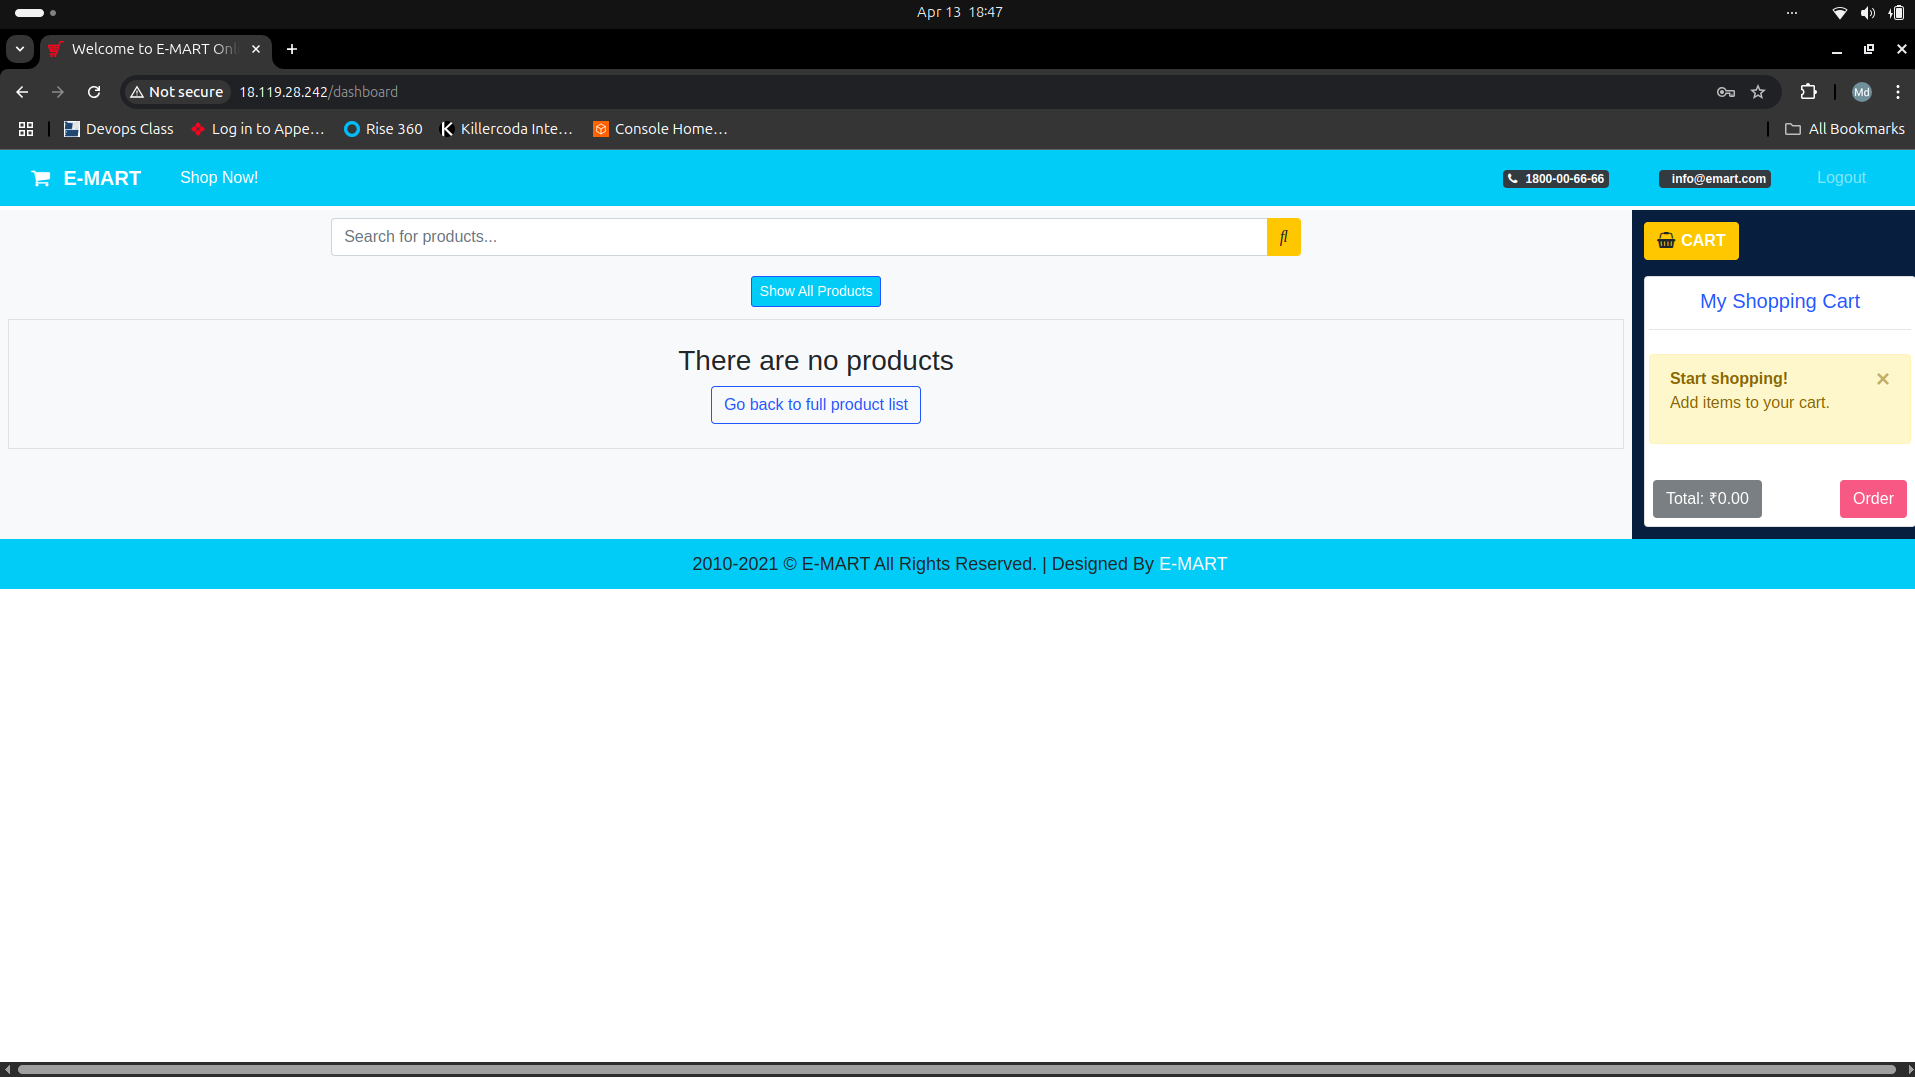 Apr 13 18:47
Welcome to E-MART Onl
Not secure 18.119.28.242/dashboard
Md
Devops Class Log in to Appe... Rise 360 Killercoda Inte... Console Home... All Bookmarks
E-MART Shop Now! 1800-00-66-66 info@emart.com Logout
Search for products...
CART
Show All Products
My Shopping Cart
There are no products
Go back to full product list
Start shopping! ×
Add items to your cart.
Total: ₹0.00 Order
2010-2021 © E-MART All Rights Reserved. | Designed By E-MART